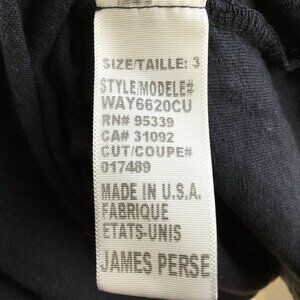 SIZE/TAILLE: 3
STYLE/MODELE#
WAY6620CU
RN# 95339
CA# 31092
CUT/COUPE#
017489
MADE IN U.S.A.
FABRIQUE
ETATS-UNIS
JAMES PERSE